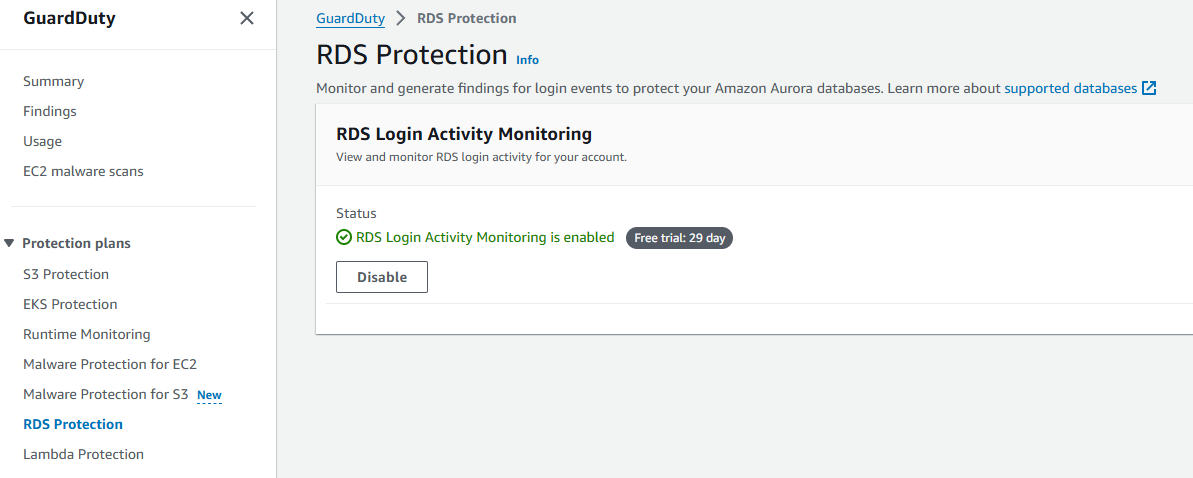 GuardDuty
Summary
Findings
Usage
EC2 malware scans
Protection plans
S3 Protection
EKS Protection
Runtime Monitoring
Malware Protection for EC2
Malware Protection for S3 New
RDS Protection
Lambda Protection
GuardDuty > RDS Protection
RDS Protection Info
Monitor and generate findings for login events to protect your Amazon Aurora databases. Learn more about supported databases
RDS Login Activity Monitoring
View and monitor RDS login activity for your account.
Status
RDS Login Activity Monitoring is enabled Free trial: 29 day
Disable